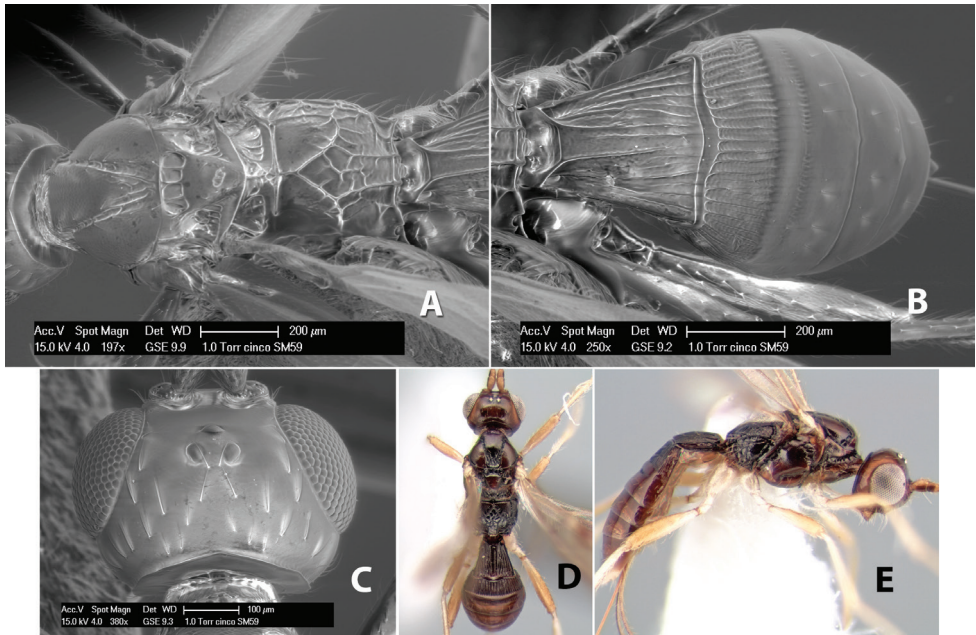 A
Acc.V Spot Magn Det WD 200 µm
15.0 kV 4.0 197x GSE 9.9 1.0 Torr cinco SM59
B
Acc.V Spot Magn Det WD 200 µm
15.0 kV 4.0 250x GSE 9.2 1.0 Torr cinco SM59
C
Acc.V Spot Magn Det WD 100 µm
15.0 kV 4.0 380x GSE 9.3 1.0 Torr cinco SM59
D
E